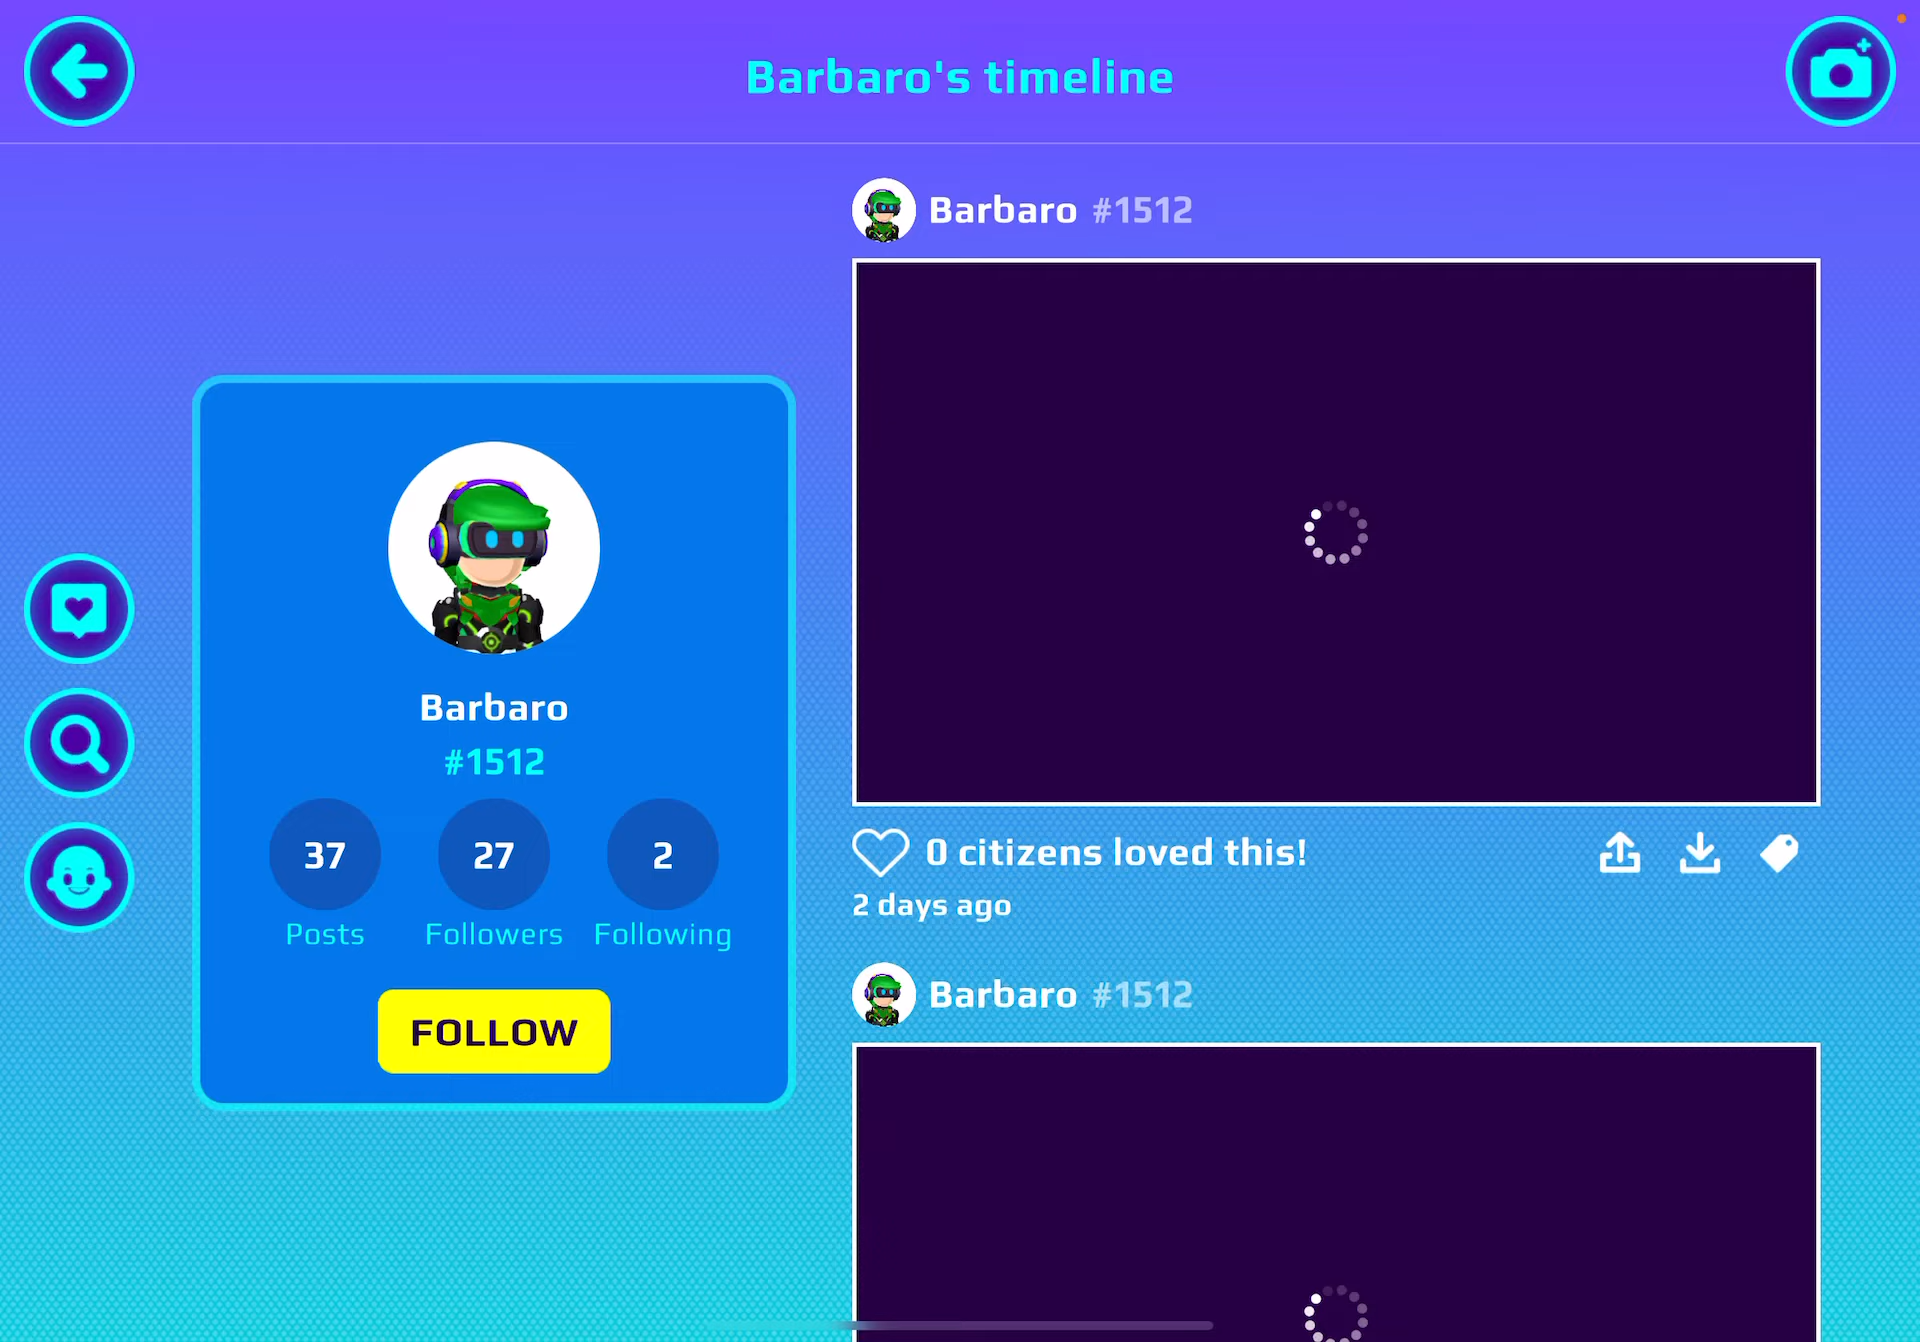 Barbaro's timeline
Barbaro #1512
Barbaro
#1512
37
27
2
Posts
Followers
Following
FOLLOW
0 citizens loved this!
2 days ago
Barbaro #1512